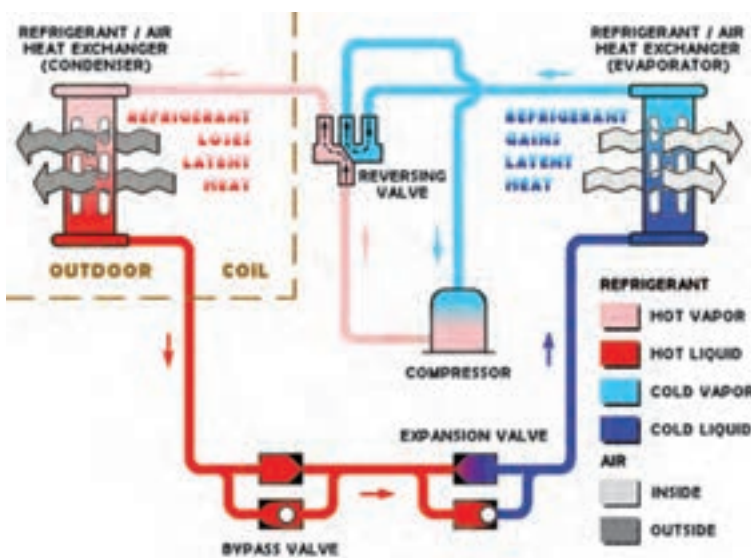 REFRIGERANT / AIR
HEAT EXCHANGER
(CONDENSER)
REFRIGERANT / AIR
HEAT EXCHANGER
(EVAPORATOR)
REFRIGERANT
LOSES
LATENT
HEAT
REVERSING
VALVE
REFRIGERANT
GAINS
LATENT
HEAT
OUTDOOR COIL
COMPRESSOR
EXPANSION VALVE
BYPASS VALVE
REFRIGERANT
HOT VAPOR
HOT LIQUID
COLD VAPOR
COLD LIQUID
AIR
INSIDE
OUTSIDE